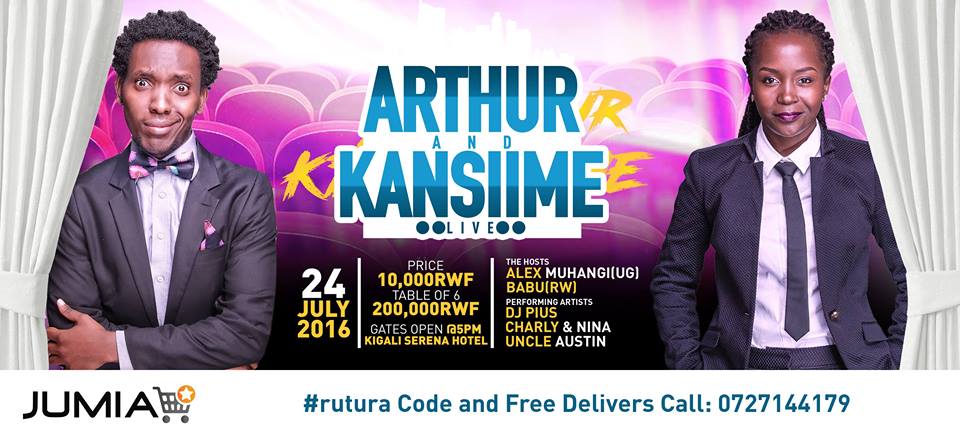 ARTHUR
AND
KANSIIME
LIVE
24
JULY
2016
PRICE
10,000RWF
TABLE OF 6
200,000RWF
GATES OPEN @5PM
KIGALI SERENA HOTEL
THE HOSTS
ALEX MUHANGI(UG)
BABU(RW)
PERFORMING ARTISTS
DJ PIUS
CHARLY & NINA
UNCLE AUSTIN
JUMIA
#rutura Code and Free Delivers Call: 0727144179